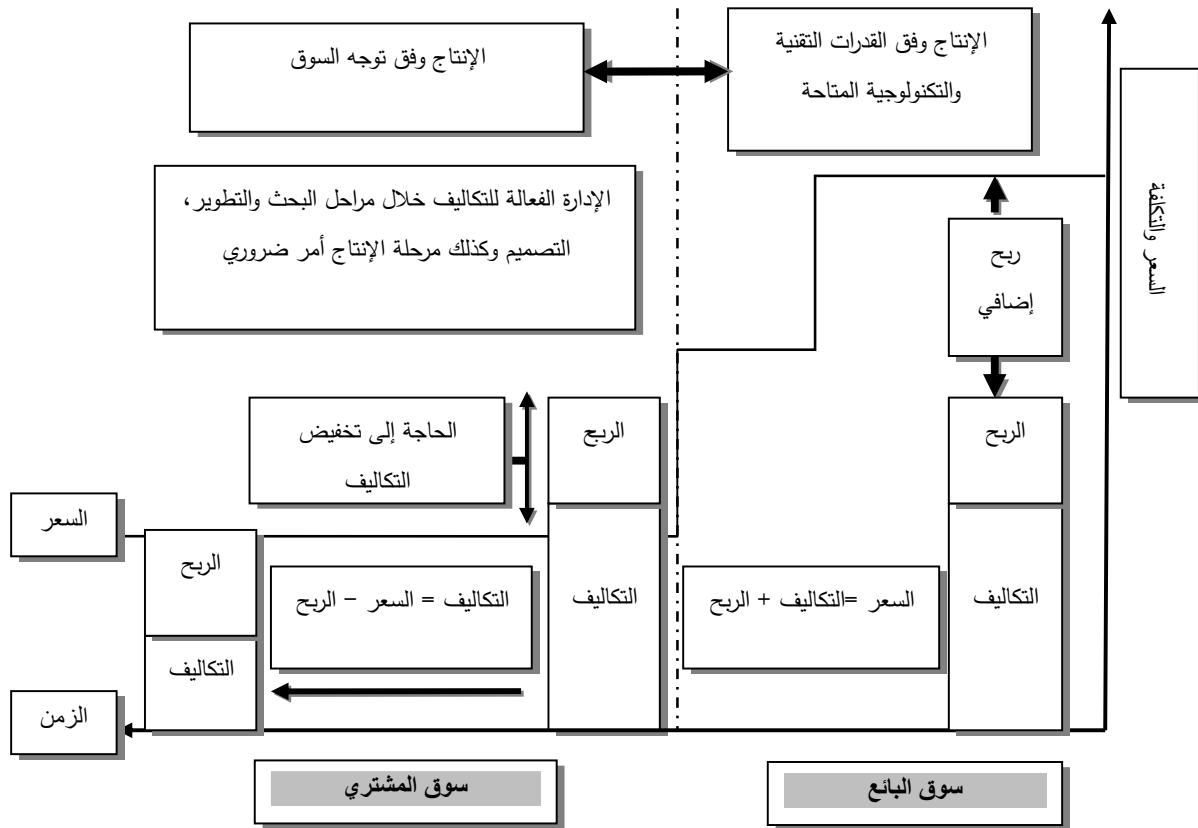 الإنتاج وفق القدرات التقنية
والتكنولوجية المتاحة
الإنتاج وفق توجه السوق
السعر والتكلفة
الإدارة الفعالة للتكاليف خلال مراحل البحث والتطوير،
التصميم وكذلك مرحلة الإنتاج أمر ضروري
ربح
إضافي
الربح
التكاليف
السعر =التكاليف + الربح
الربح
التكاليف
الحاجة إلى تخفيض
التكاليف
التكاليف = السعر – الربح
السعر
الربح
التكاليف
الزمن
سوق البائع
سوق المشتري